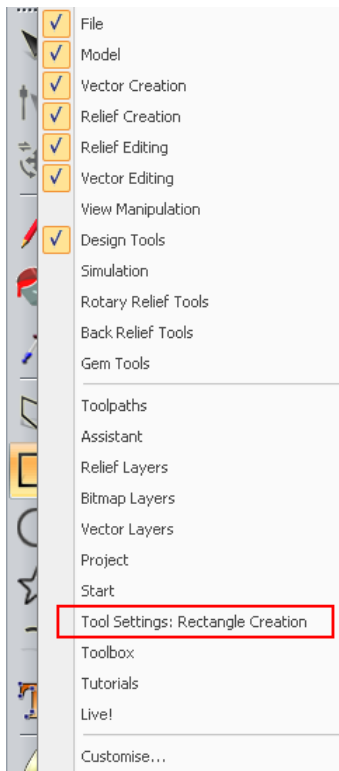 File
Model
Vector Creation
Relief Creation
Relief Editing
Vector Editing
View Manipulation
Design Tools
Simulation
Rotary Relief Tools
Back Relief Tools
Gem Tools
Toolpaths
Assistant
Relief Layers
Bitmap Layers
Vector Layers
Project
Start
Tool Settings: Rectangle Creation
Toolbox
Tutorials
Live!
Customise...